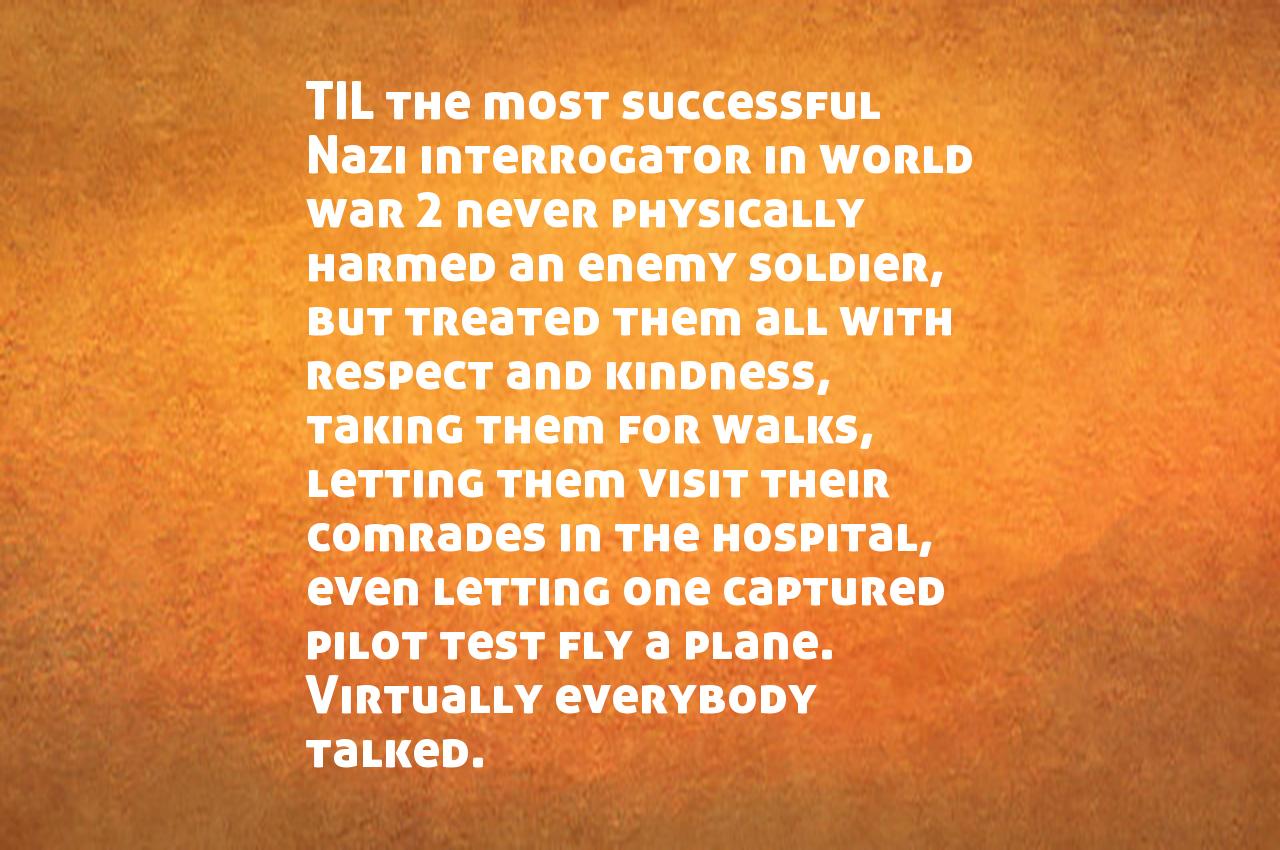 TIL the most successful
Nazi interrogator in world
war 2 never physically
harmed an enemy soldier,
but treated them all with
respect and kindness,
taking them for walks,
letting them visit their
comrades in the hospital,
even letting one captured
pilot test fly a plane.
Virtually everybody
talked.